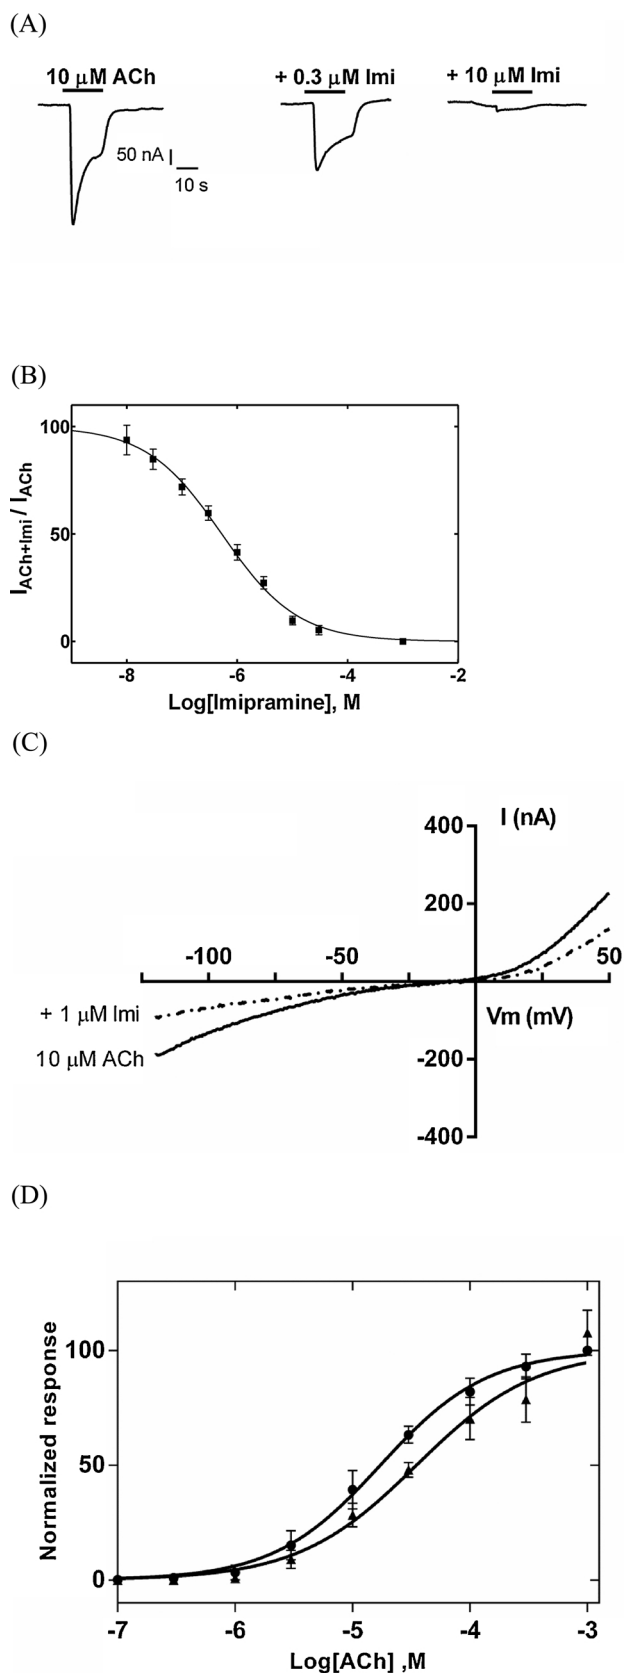 (A)
10 μM ACh
+ 0.3 μM Imi
+ 10 μM Imi
50 nA
10 s
(B)
I_ACh+Imi / I_ACh
100
50
0
-8
-6
-4
-2
Log[Imipramine], M
(C)
I (nA)
400
200
-100
-50
50
+ 1 μM Imi
Vm (mV)
10 μM ACh
-200
-400
(D)
Normalized response
100
50
0
-7
-6
-5
-4
-3
Log[ACh] ,M